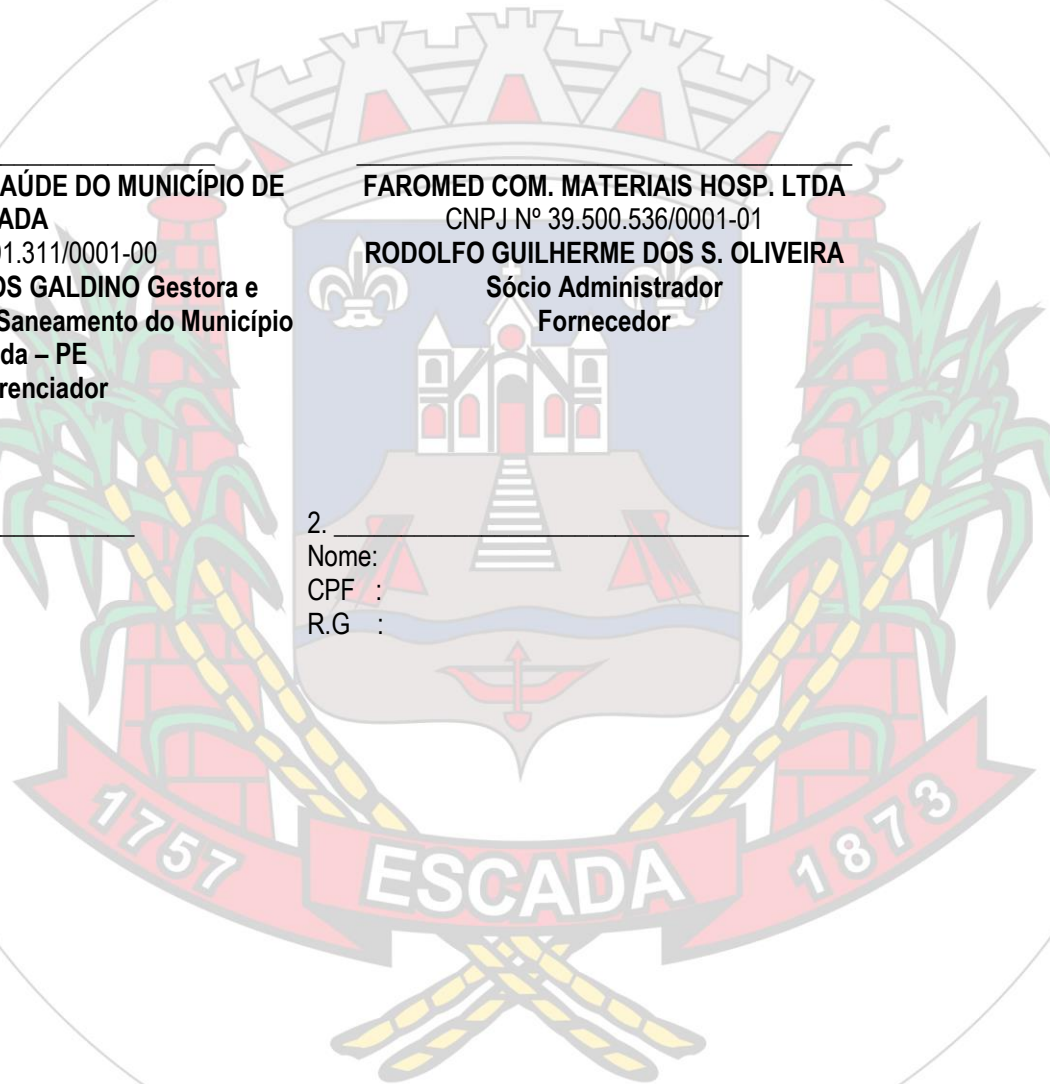 AÚDE DO MUNICÍPIO DE
ADA
01.311/0001-00
OS GALDINO Gestora e
Saneamento do Município
da – PE
renciador
FAROMED COM. MATERIAIS HOSP. LTDA
CNPJ Nº 39.500.536/0001-01
RODOLFO GUILHERME DOS S. OLIVEIRA
Sócio Administrador
Fornecedor
2. ______________________________
Nome:
CPF :
R.G :
1757
ESCADA
1873